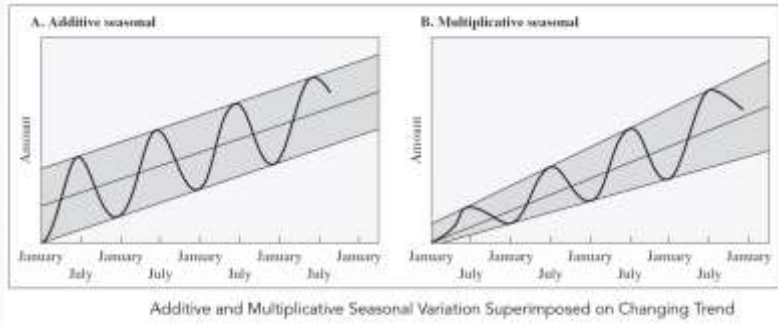 A. Additive seasonal
B. Multiplicative seasonal
Amount
Amount
January January January January January
July July July July
January January January January January
July July July July
Additive and Multiplicative Seasonal Variation Superimposed on Changing Trend